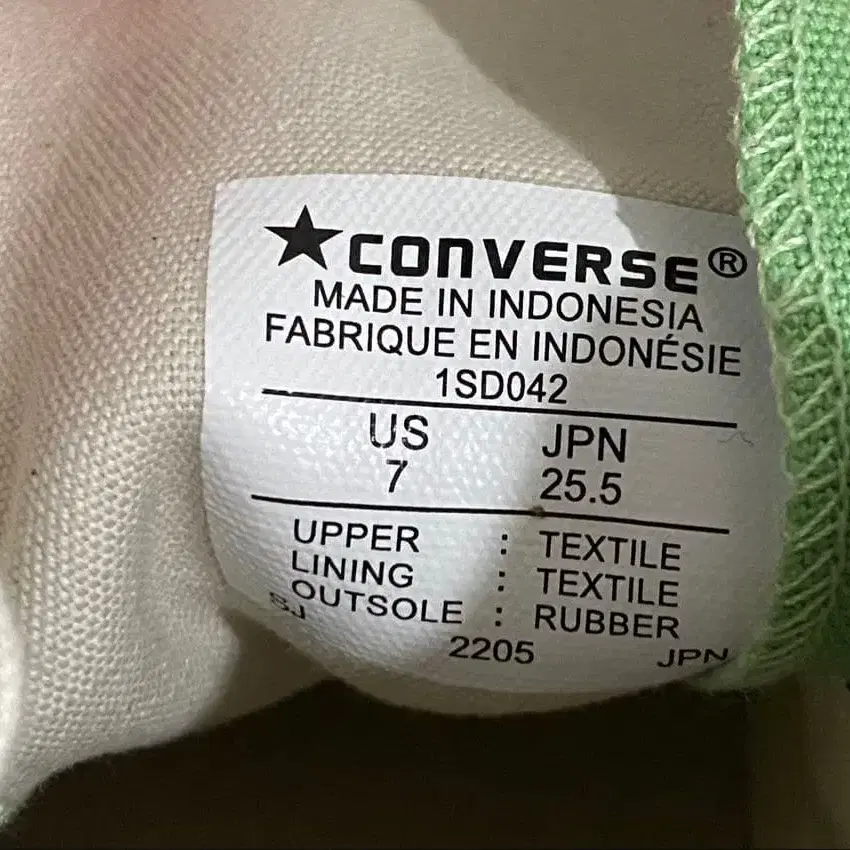 ★CONVERSE®
MADE IN INDONESIA
FABRIQUE EN INDONÉSIE
1SD042
US JPN
7 25.5
UPPER : TEXTILE
LINING : TEXTILE
OUTSOLE : RUBBER
SJ 2205 JPN